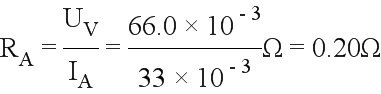 R_A = U_V / I_A = 66.0 × 10^-3 / 33 × 10^-3 Ω = 0.20Ω